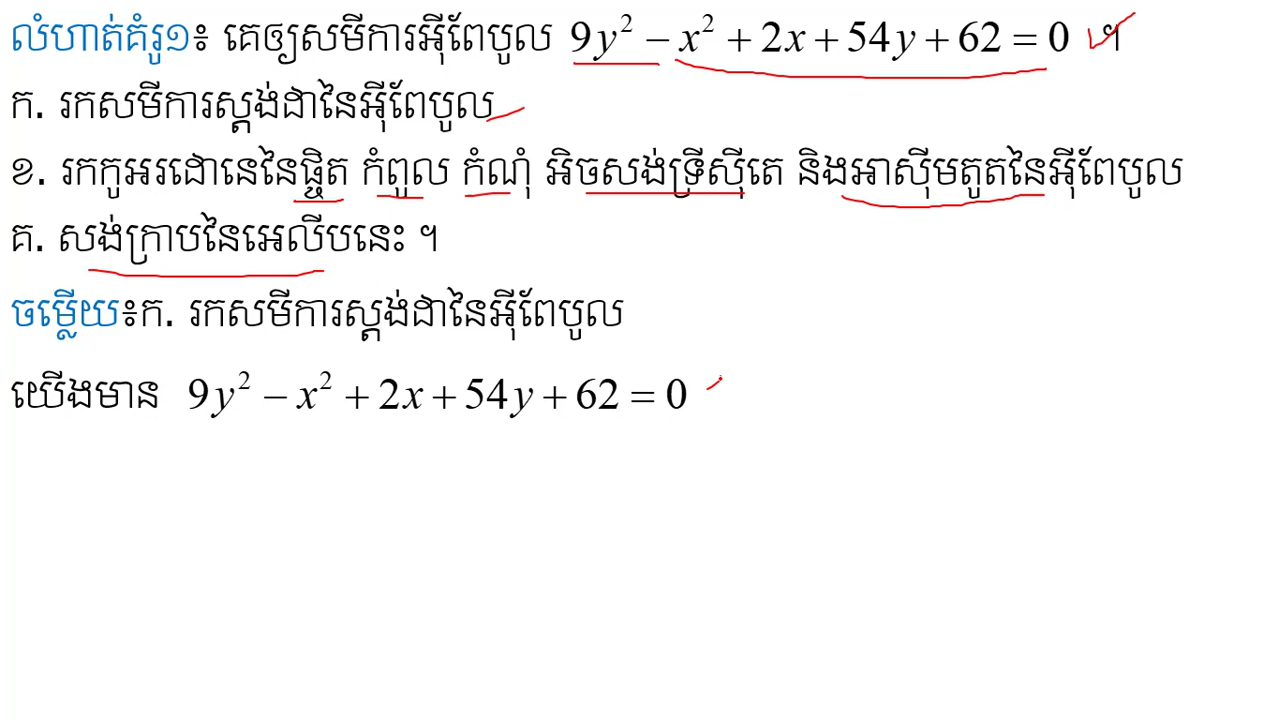 លំហាត់គំរូ១៖ គេឲ្យសមីការអ៊ីពែបូល 9y² − x² + 2x + 54y + 62 = 0 ។
ក. រកសមីការស្តង់ដានៃអ៊ីពែបូល
ខ. រកកូអរដោនេនៃផ្ចិត កំពូល កំណុំ អិចសង់ទ្រីស៊ីតេ និងអាស៊ីមតូតនៃអ៊ីពែបូល
គ. សង់ក្រាបនៃអេលីបនេះ ។
ចម្លើយ៖ក. រកសមីការស្តង់ដានៃអ៊ីពែបូល
យើងមាន 9y² − x² + 2x + 54y + 62 = 0